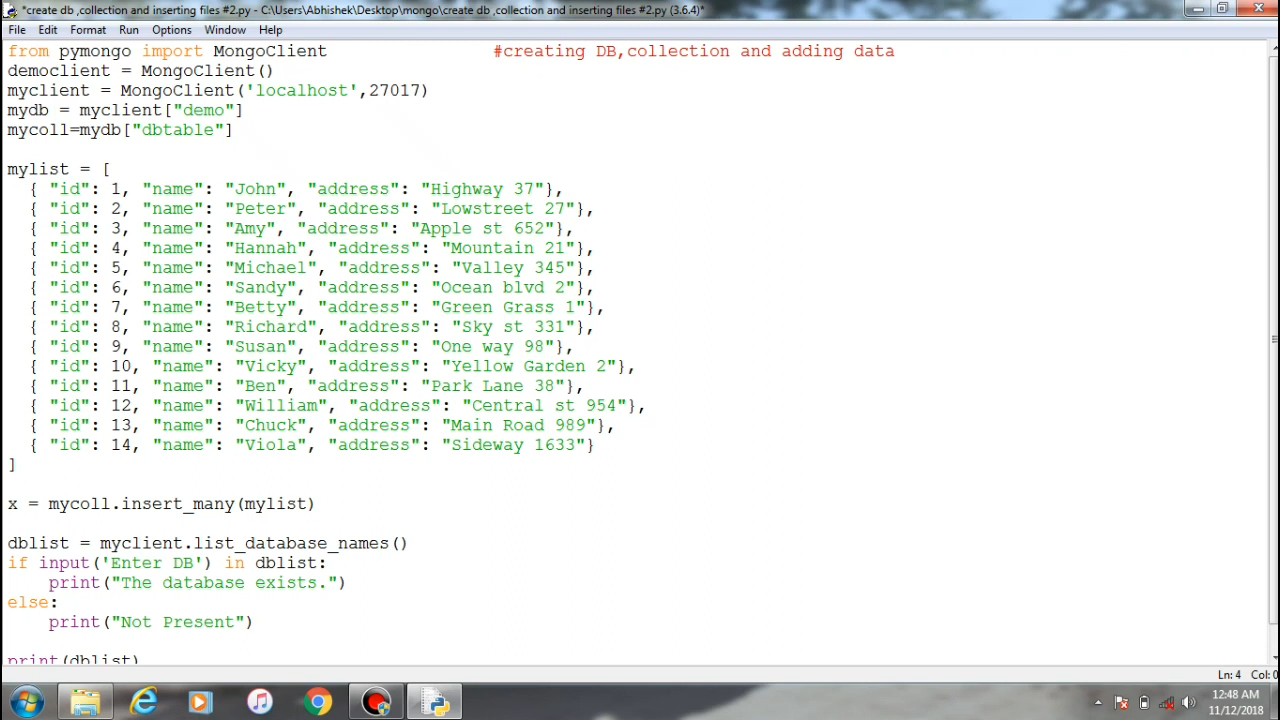 *create db ,collection and inserting files #2.py - C:\Users\Abhishek\Desktop\mongo\create db ,collection and inserting files #2.py (3.6.4)*
File Edit Format Run Options Window Help
from pymongo import MongoClient #creating DB,collection and adding data
democlient = MongoClient()
myclient = MongoClient('localhost',27017)
mydb = myclient["demo"]
mycoll=mydb["dbtable"]
mylist = [
{ "id": 1, "name": "John", "address": "Highway 37"},
{ "id": 2, "name": "Peter", "address": "Lowstreet 27"},
{ "id": 3, "name": "Amy", "address": "Apple st 652"},
{ "id": 4, "name": "Hannah", "address": "Mountain 21"},
{ "id": 5, "name": "Michael", "address": "Valley 345"},
{ "id": 6, "name": "Sandy", "address": "Ocean blvd 2"},
{ "id": 7, "name": "Betty", "address": "Green Grass 1"},
{ "id": 8, "name": "Richard", "address": "Sky st 331"},
{ "id": 9, "name": "Susan", "address": "One way 98"},
{ "id": 10, "name": "Vicky", "address": "Yellow Garden 2"},
{ "id": 11, "name": "Ben", "address": "Park Lane 38"},
{ "id": 12, "name": "William", "address": "Central st 954"},
{ "id": 13, "name": "Chuck", "address": "Main Road 989"},
{ "id": 14, "name": "Viola", "address": "Sideway 1633"}
]
x = mycoll.insert_many(mylist)
dblist = myclient.list_database_names()
if input('Enter DB') in dblist:
print("The database exists.")
else:
print("Not Present")
print(dblist)
Ln: 4 Col: 0
12:48 AM
11/12/2018